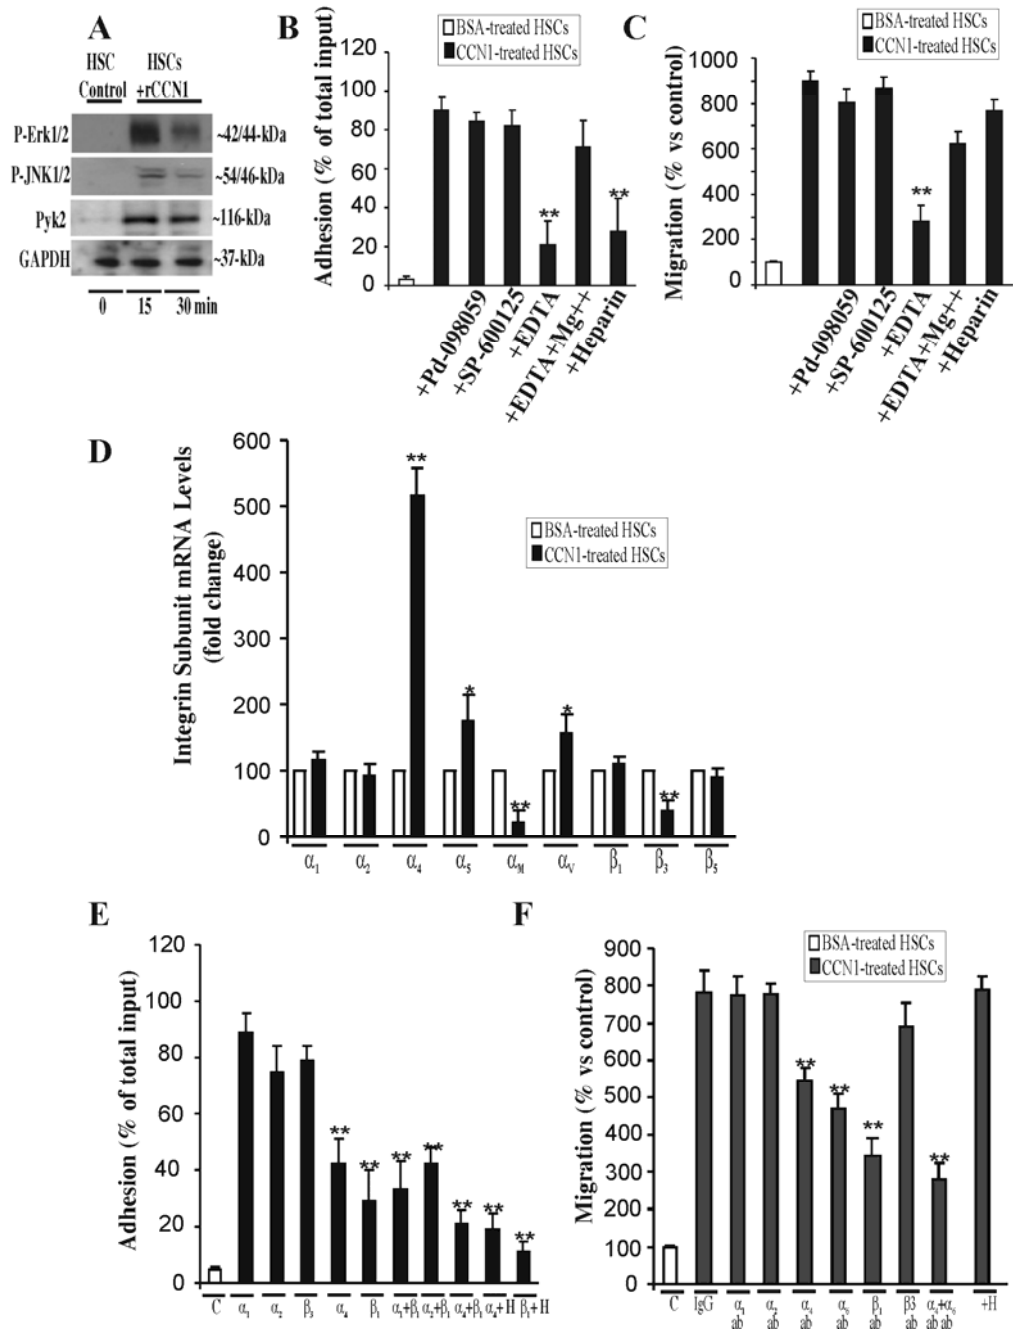 A
HSC Control
HSCs +rCCN1
P-Erk1/2
~42/44-kDa
P-JNK1/2
~54/46-kDa
Pyk2
~116-kDa
GAPDH
~37-kDa
0 15 30 min
B
BSA-treated HSCs
CCN1-treated HSCs
Adhesion (% of total input)
120
100
80
60
40
20
0
**
**
+Pd-098059
+SP-600125
+EDTA
+EDTA+Mg++
+Heparin
C
BSA-treated HSCs
CCN1-treated HSCs
Migration (% vs control)
1000
800
600
400
200
0
**
+Pd-098059
+SP-600125
+EDTA
+EDTA+Mg++
+Heparin
D
BSA-treated HSCs
CCN1-treated HSCs
Integrin Subunit mRNA Levels
(fold change)
600
500
400
300
200
100
0
**
*
**
*
**
α1 α2 α4 α5 αM αV β1 β3 β5
E
Adhesion (% of total input)
120
100
80
60
40
20
0
** ** ** ** ** ** **
C α1 α2 β3 α4 β1 α1+β1 α2+β1 α4+β1 α4+H β1+H
F
BSA-treated HSCs
CCN1-treated HSCs
Migration (% vs control)
900
800
700
600
500
400
300
200
100
0
** ** ** **
C IgG α1 ab ab α4 ab ab β1 ab β3 ab ab ab +H